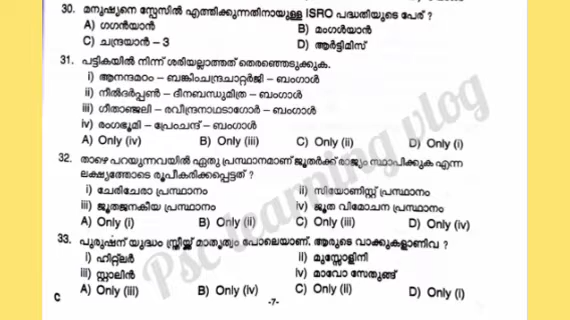 30. മനുഷ്യനെ സ്പേസിൽ എത്തിക്കുന്നതിനായുള്ള ISRO പദ്ധതിയുടെ പേര് ?
A) ഗഗൻയാൻ B) മംഗൾയാൻ
C) ചന്ദ്രയാൻ – 3 D) ആർട്ടിമിസ്
31. പട്ടികയിൽ നിന്ന് ശരിയല്ലാത്തത് തെരഞ്ഞെടുക്കുക.
i) ആനന്ദമഠം – ബങ്കിംചന്ദ്രചാറ്റർജി – ബംഗാൾ
ii) നീൽദർപ്പൺ – ദീനബന്ധുമിത്ര – ബംഗാൾ
iii) ഗീതാഞ്ജലി – രവീന്ദ്രനാഥടാഗോർ – ബംഗാൾ
iv) രംഗഭൂമി – പ്രേംചന്ദ് – ബംഗാൾ
A) Only (iv) B) Only (iii) C) Only (ii) D) Only (i)
32. താഴെ പറയുന്നവയിൽ ഏതു പ്രസ്ഥാനമാണ് ജൂതർക്ക് രാജ്യം സ്ഥാപിക്കുക എന്ന
ലക്ഷ്യത്തോടെ രൂപീകരിക്കപ്പെട്ടത് ?
i) ചേരിചേരാ പ്രസ്ഥാനം ii) സിയോണിസ്റ്റ് പ്രസ്ഥാനം
iii) ജൂതജനകീയ പ്രസ്ഥാനം iv) ജൂത വിമോചന പ്രസ്ഥാനം
A) Only (i) B) Only (ii) C) Only (iii) D) Only (iv)
33. പുരുഷന് യുദ്ധം സ്ത്രീയ്ക്ക് മാതൃത്വം പോലെയാണ്. ആരുടെ വാക്കുകളാണിവ ?
i) ഹിറ്റ്ലർ ii) മുസ്സോളിനി
iii) സ്റ്റാലിൻ iv) മാവോ സേതുങ്ങ്
A) Only (iii) B) Only (iv) C) Only (ii) D) Only (i)
C -7-
Psc learning vlog